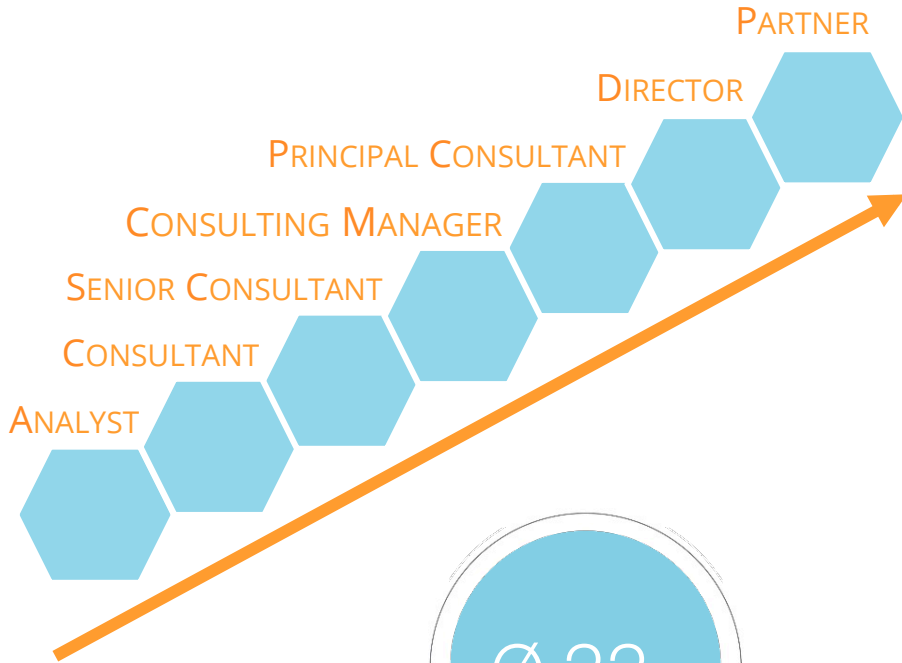 PARTNER
DIRECTOR
PRINCIPAL CONSULTANT
CONSULTING MANAGER
SENIOR CONSULTANT
CONSULTANT
ANALYST